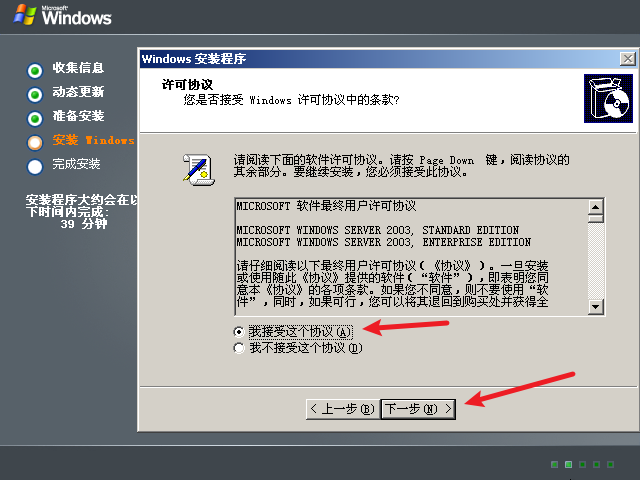 Microsoft
Windows
收集信息
动态更新
准备安装
安装 Windows
完成安装
安装程序大约会在以
下时间内完成:
39 分钟
Windows 安装程序
许可协议
您是否接受 Windows 许可协议中的条款?
请阅读下面的软件许可协议。请按 Page Down 键，阅读协议的
其余部分。要继续安装，您必须接受此协议。
MICROSOFT 软件最终用户许可协议
MICROSOFT WINDOWS SERVER 2003, STANDARD EDITION
MICROSOFT WINDOWS SERVER 2003, ENTERPRISE EDITION
请仔细阅读以下最终用户许可协议（《协议》）。一旦安装
或使用随此《协议》提供的软件（“软件”），即表明您同
意本《协议》的各项条款。如果您不同意，则不要使用“软
件”，同时，如果可行，您可以将其退回到购买处并获得全
我接受这个协议(A)
我不接受这个协议(D)
< 上一步(B)
下一步(N) >